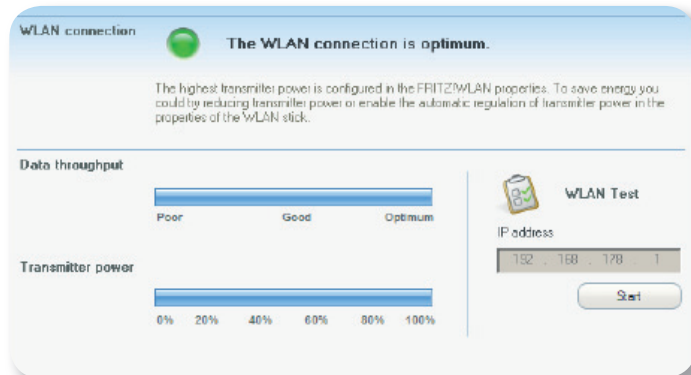 WLAN connection
The WLAN connection is optimum.
The highest transmitter power is configured in the FRITZ!WLAN properties. To save energy you
could by reducing transmitter power or enable the automatic regulation of transmitter power in the
properties of the WLAN stick.
Data throughput
Poor Good Optimum
Transmitter power
0% 20% 40% 60% 80% 100%
WLAN Test
IP address
192 . 168 . 178 . 1
Start